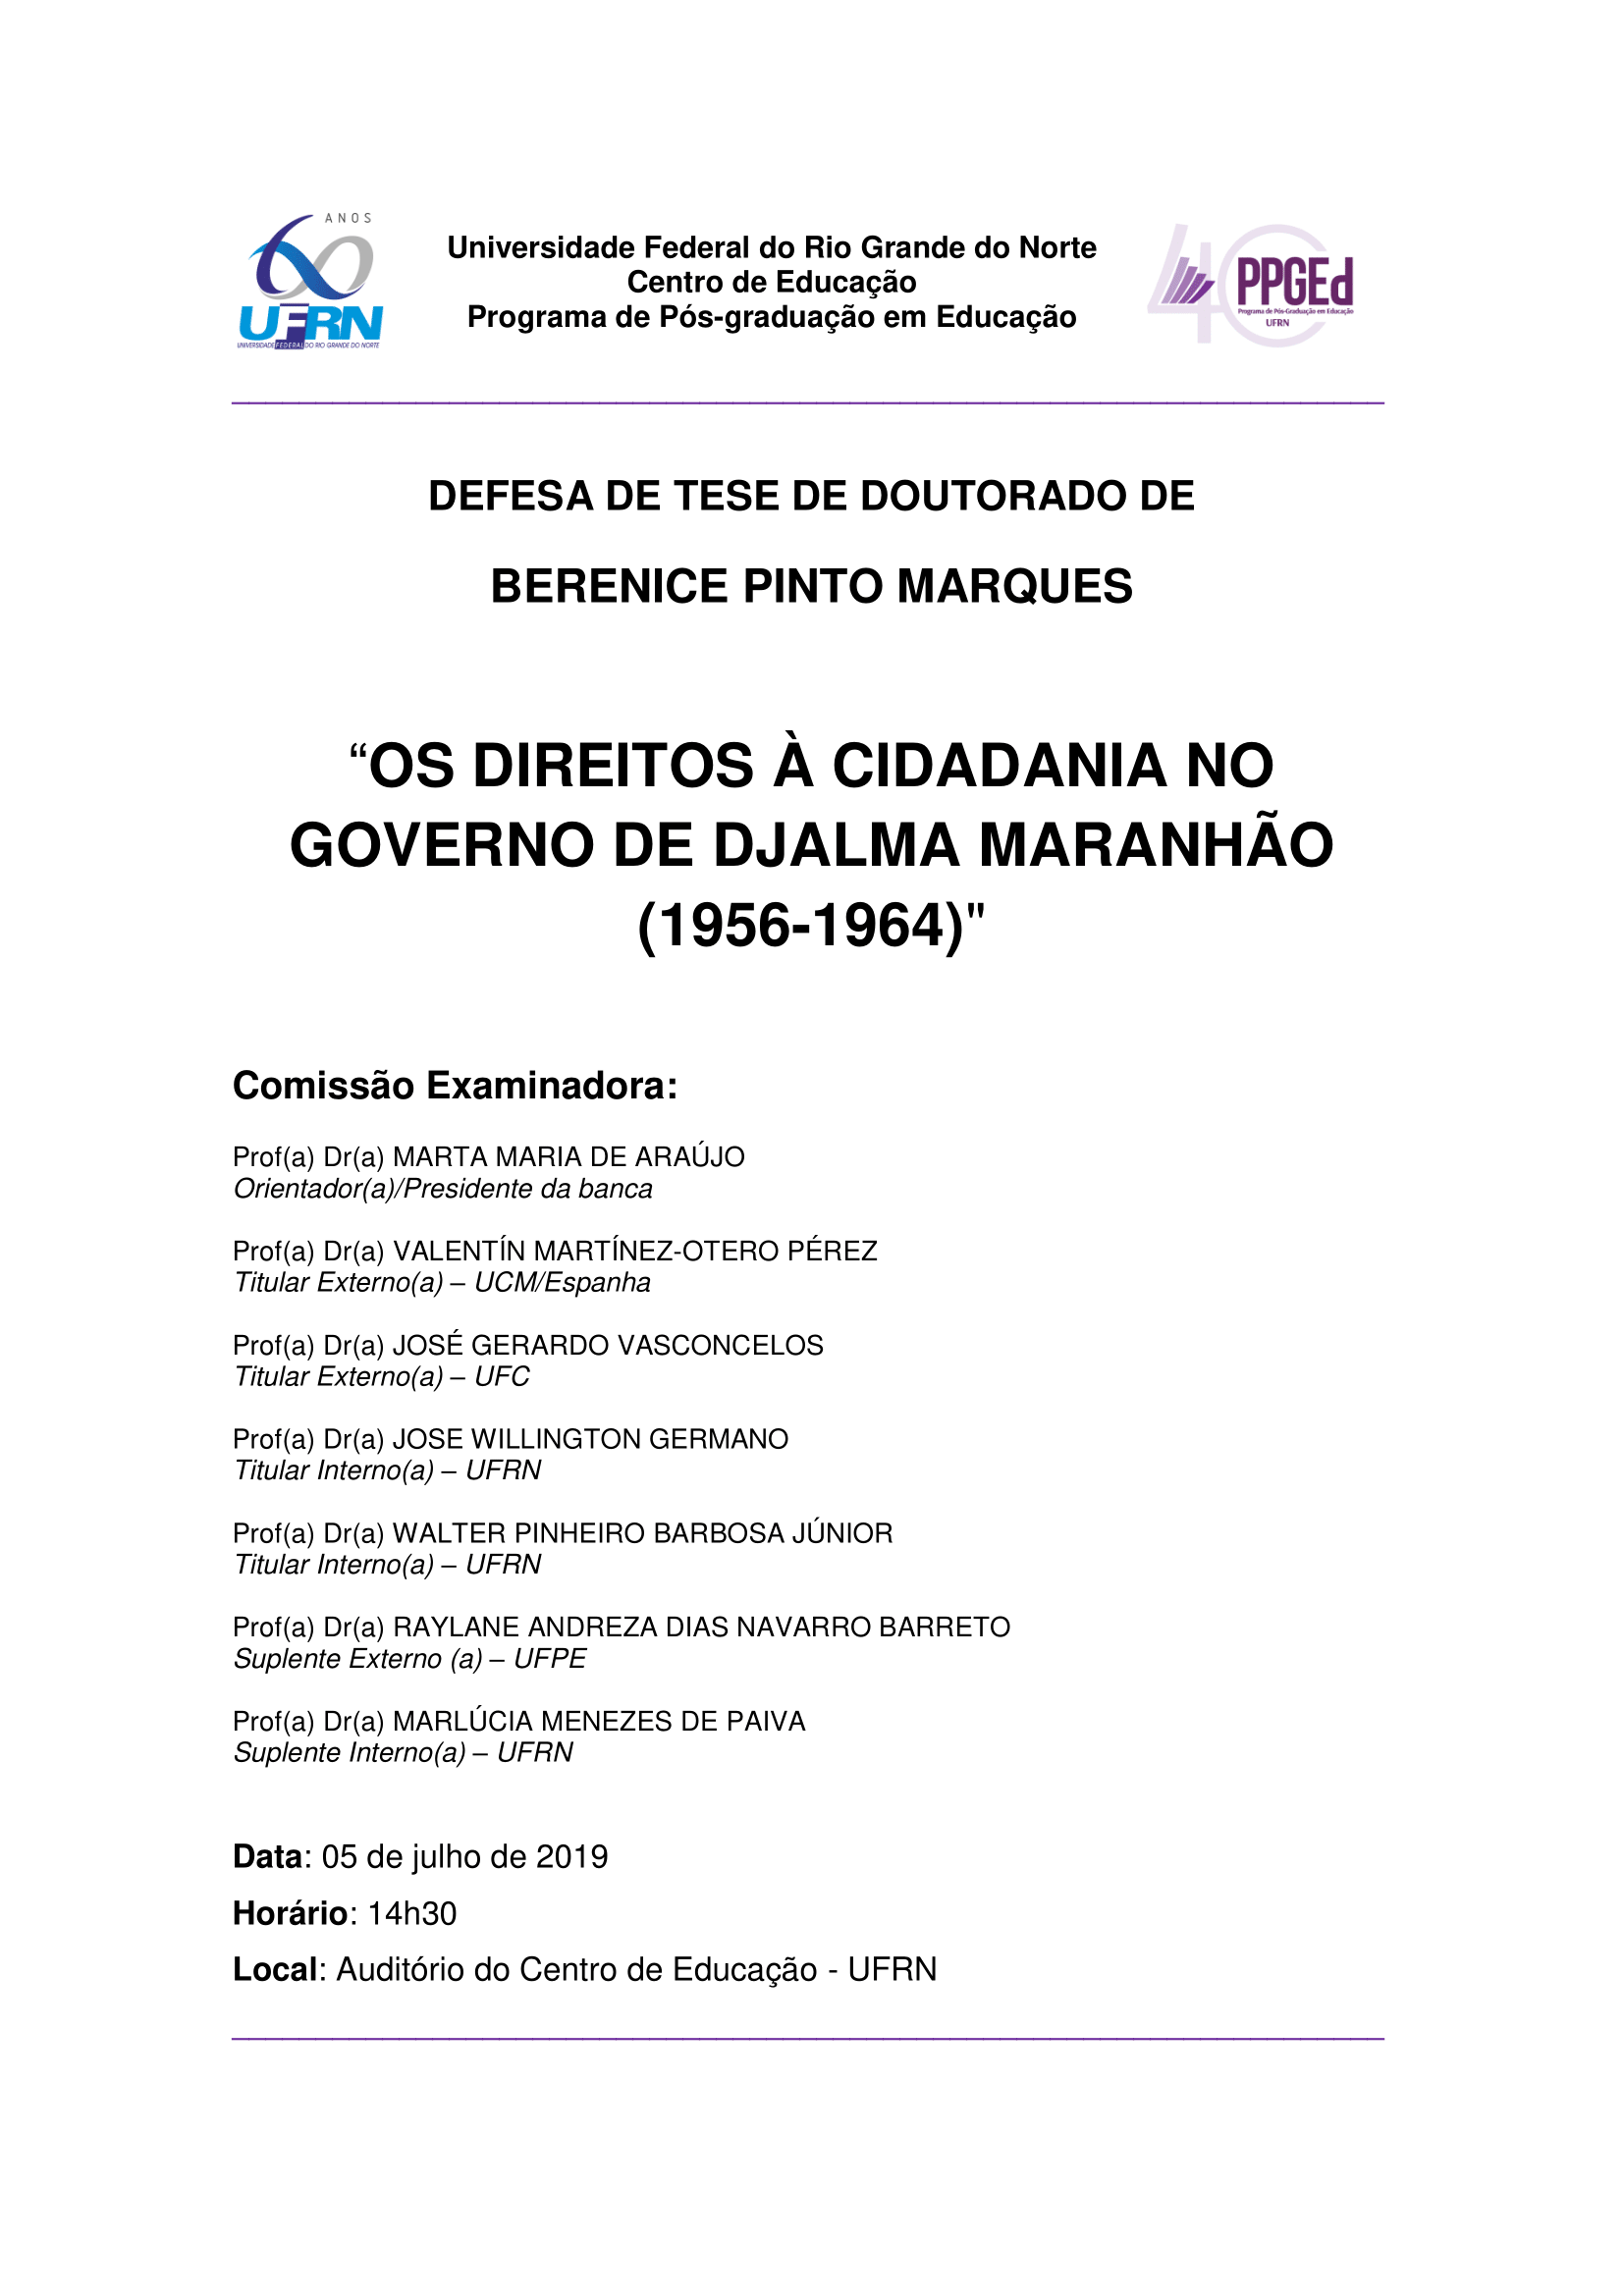 ANOS
UFRN
UNIVERSIDADE FEDERAL DO RIO GRANDE DO NORTE
Universidade Federal do Rio Grande do Norte
Centro de Educação
Programa de Pós-graduação em Educação
40
PPGEd
Programa de Pós-Graduação em Educação
UFRN
DEFESA DE TESE DE DOUTORADO DE
BERENICE PINTO MARQUES
“OS DIREITOS À CIDADANIA NO
GOVERNO DE DJALMA MARANHÃO
(1956-1964)"
Comissão Examinadora:
Prof(a) Dr(a) MARTA MARIA DE ARAÚJO
Orientador(a)/Presidente da banca
Prof(a) Dr(a) VALENTÍN MARTÍNEZ-OTERO PÉREZ
Titular Externo(a) – UCM/Espanha
Prof(a) Dr(a) JOSÉ GERARDO VASCONCELOS
Titular Externo(a) – UFC
Prof(a) Dr(a) JOSE WILLINGTON GERMANO
Titular Interno(a) – UFRN
Prof(a) Dr(a) WALTER PINHEIRO BARBOSA JÚNIOR
Titular Interno(a) – UFRN
Prof(a) Dr(a) RAYLANE ANDREZA DIAS NAVARRO BARRETO
Suplente Externo (a) – UFPE
Prof(a) Dr(a) MARLÚCIA MENEZES DE PAIVA
Suplente Interno(a) – UFRN
Data: 05 de julho de 2019
Horário: 14h30
Local: Auditório do Centro de Educação - UFRN